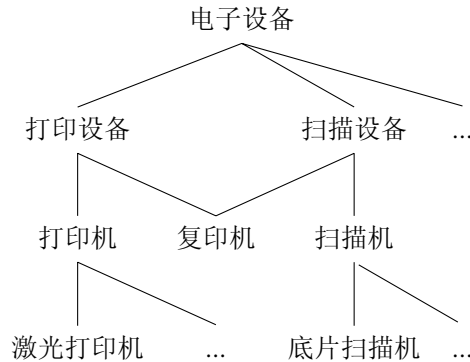 电子设备
打印设备 扫描设备 ...
打印机 复印机 扫描机
激光打印机 ... 底片扫描机 ...